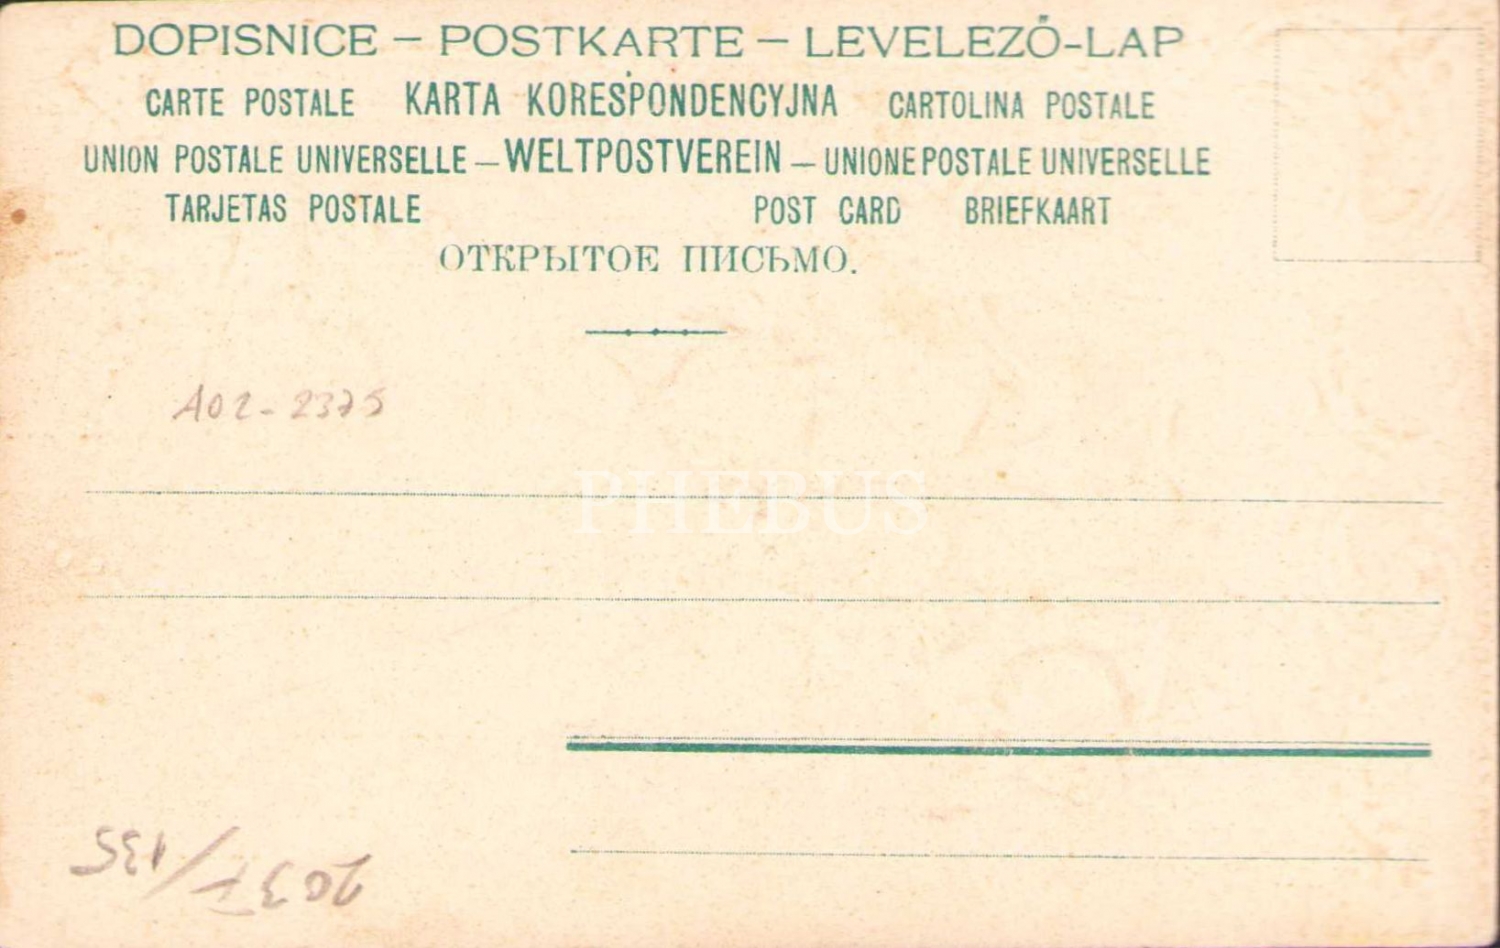 DOPISNICE – POSTKARTE – LEVELEZŐ-LAP
CARTE POSTALE KARTA KORESPONDENCYJNA CARTOLINA POSTALE
UNION POSTALE UNIVERSELLE – WELTPOSTVEREIN – UNIONE POSTALE UNIVERSELLE
TARJETAS POSTALE POST CARD BRIEFKAART
ОТКРЫТОЕ ПИСЬМО.
A02-2375
PHEBUS